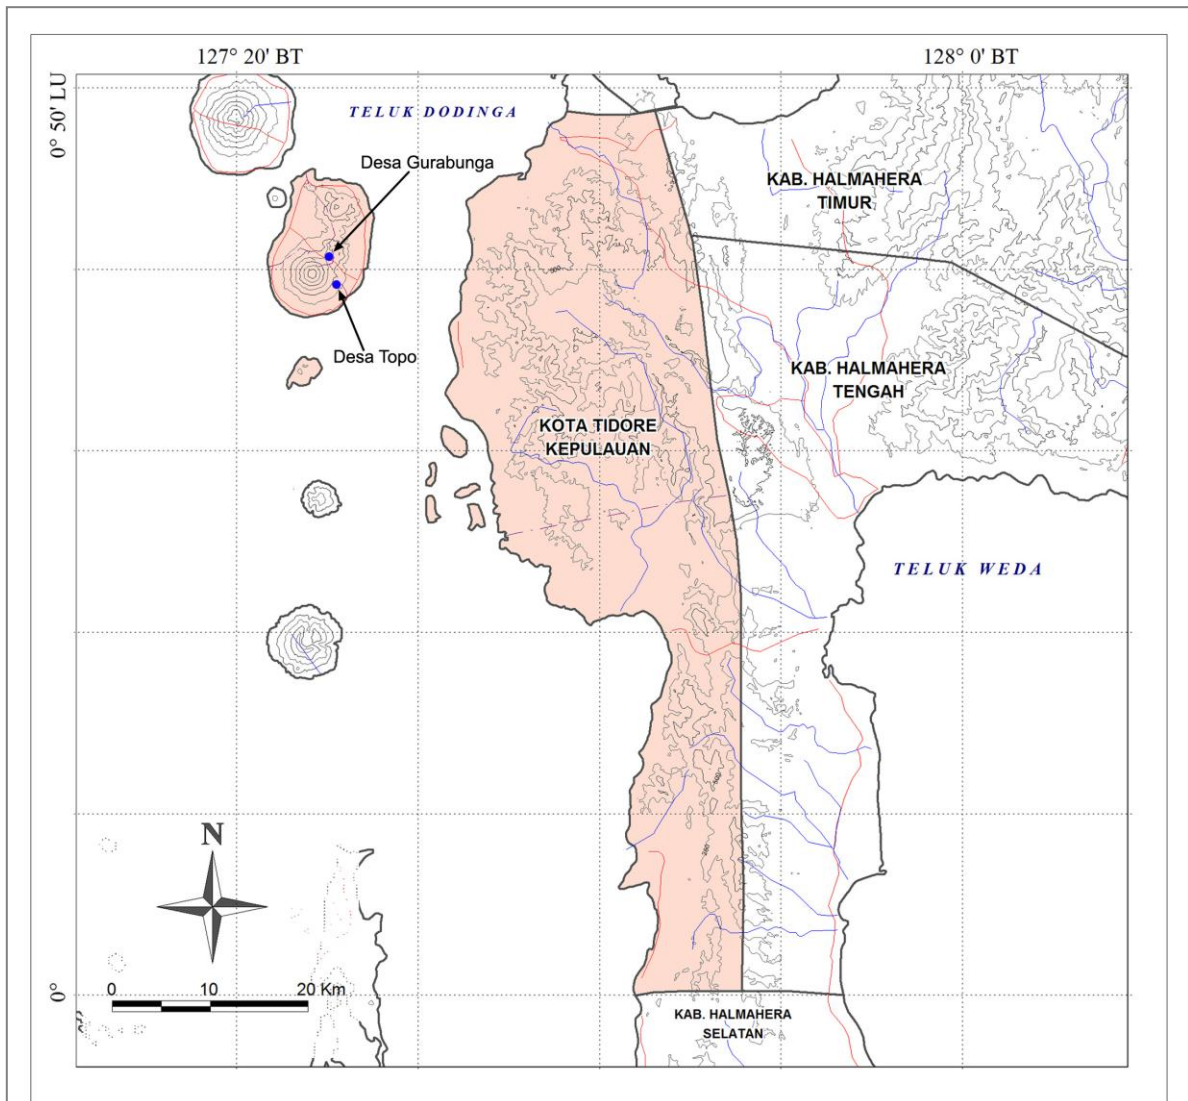 127° 20' BT
128° 0' BT
0° 50' LU
TELUK DODINGA
Desa Gurabunga
KAB. HALMAHERA
TIMUR
Desa Topo
KAB. HALMAHERA
TENGAH
KOTA TIDORE
KEPULAUAN
TELUK WEDA
N
0°
0 10 20 Km
KAB. HALMAHERA
SELATAN